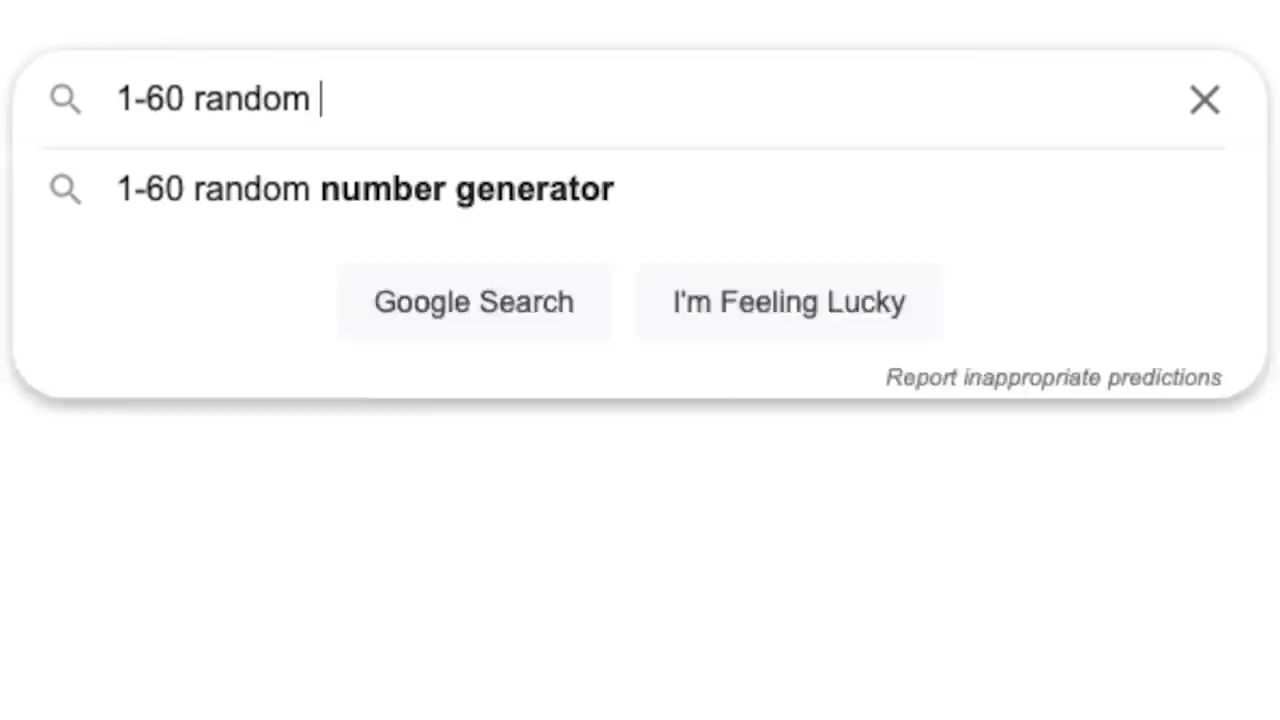 1-60 random
1-60 random number generator
Google Search
I'm Feeling Lucky
Report inappropriate predictions